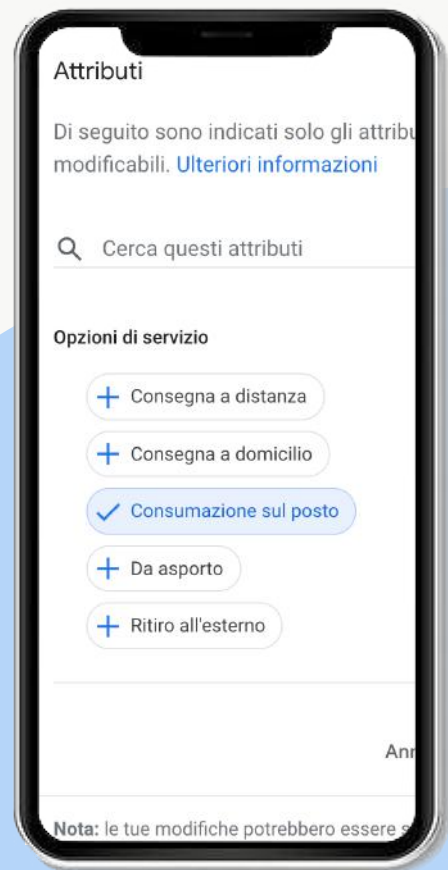 Attributi
Di seguito sono indicati solo gli attribu
modificabili. Ulteriori informazioni
Cerca questi attributi
Opzioni di servizio
Consegna a distanza
Consegna a domicilio
Consumazione sul posto
Da asporto
Ritiro all'esterno
Ann
Nota: le tue modifiche potrebbero essere s